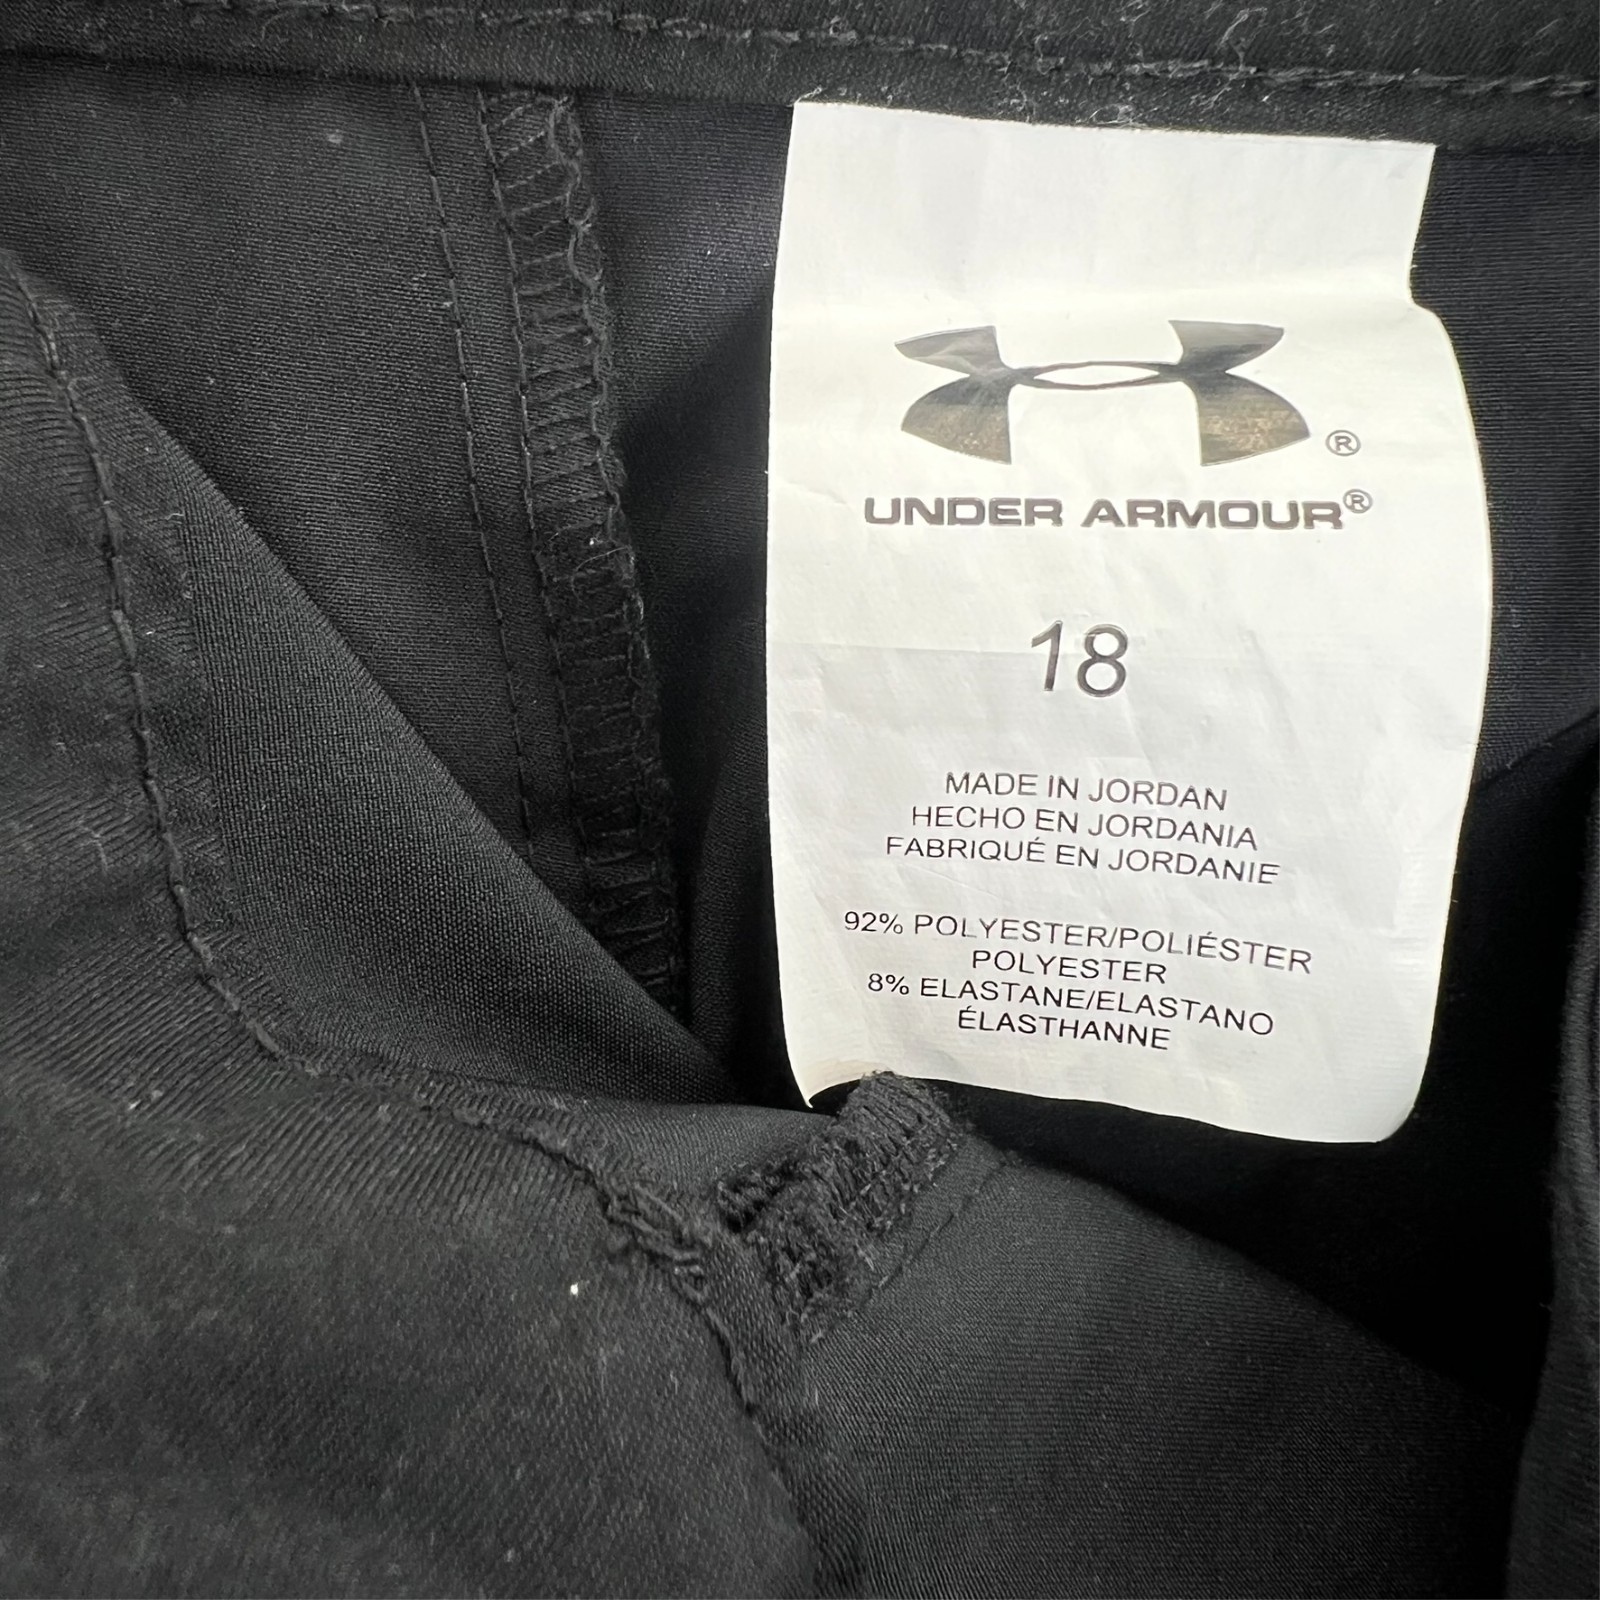 ®
UNDER ARMOUR®
18
MADE IN JORDAN
HECHO EN JORDANIA
FABRIQUÉ EN JORDANIE
92% POLYESTER/POLIÉSTER
POLYESTER
8% ELASTANE/ELASTANO
ÉLASTHANNE